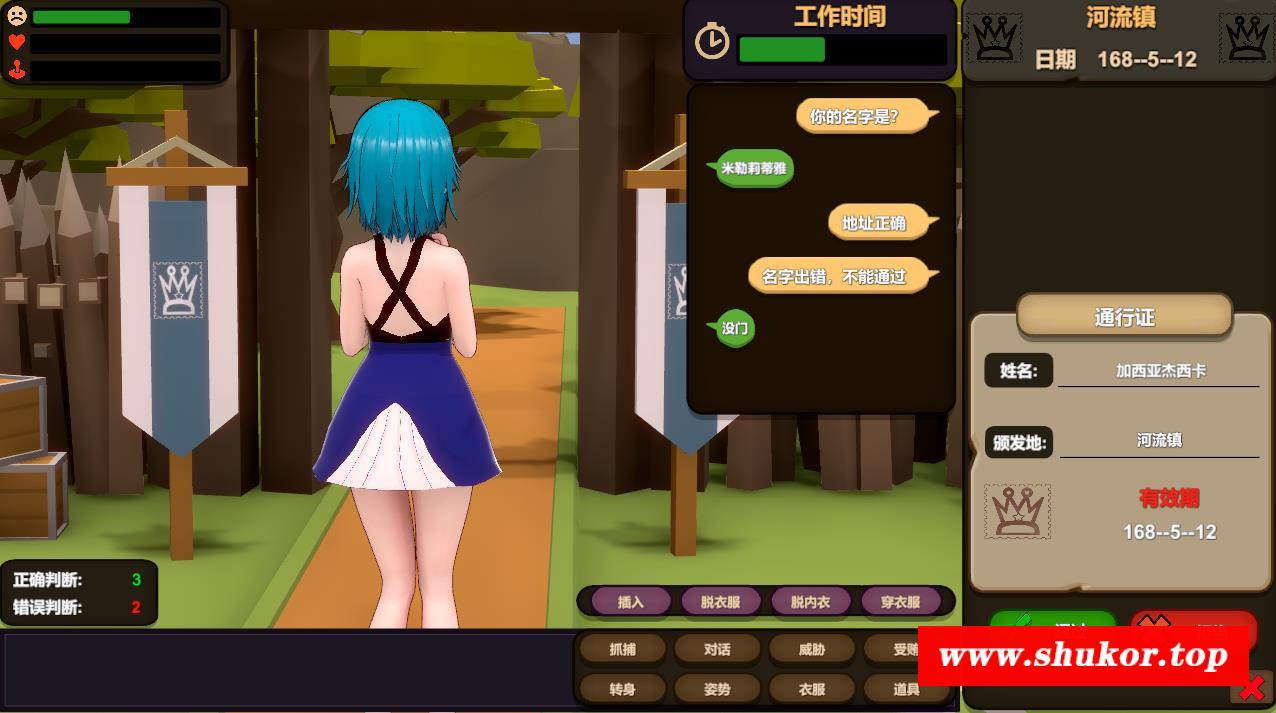 工作时间
河流镇
日期 168--5--12
你的名字是?
米勒莉蒂雅
地址正确
名字出错，不能通过
没门
通行证
姓名: 加西亚杰西卡
颁发地: 河流镇
有效期
168--5--12
正确判断: 3
错误判断: 2
插入 脱衣服 脱内衣 穿衣服
抓捕 对话 威胁 受贿
转身 姿势 衣服 道具
www.shukor.top